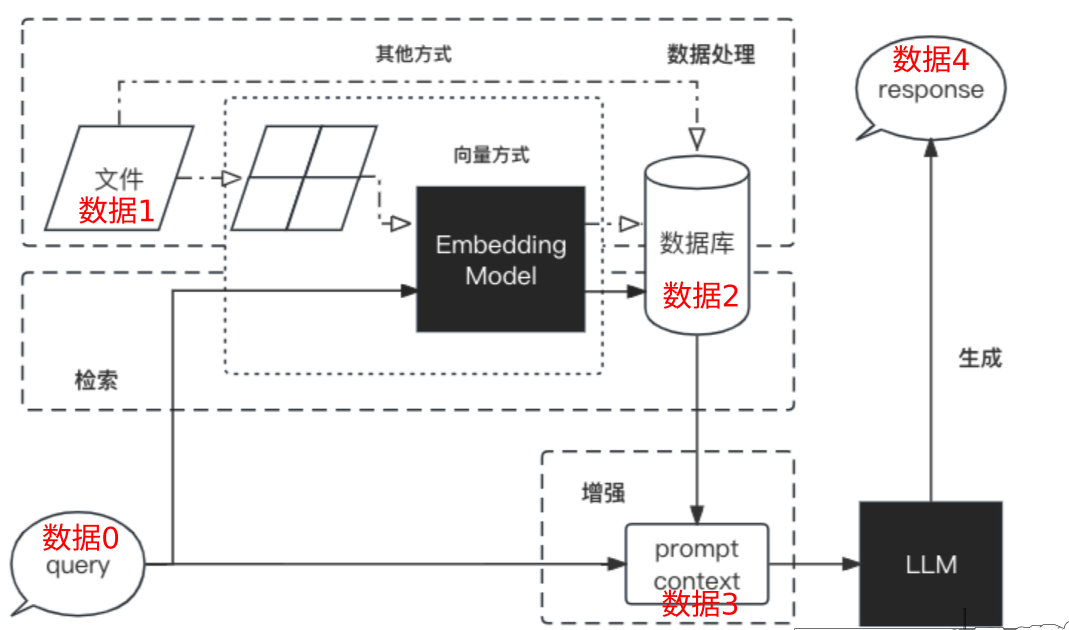 其他方式
数据处理
数据4
response
向量方式
文件
数据1
Embedding
Model
数据库
数据2
检索
生成
增强
数据0
query
prompt
context
数据3
LLM